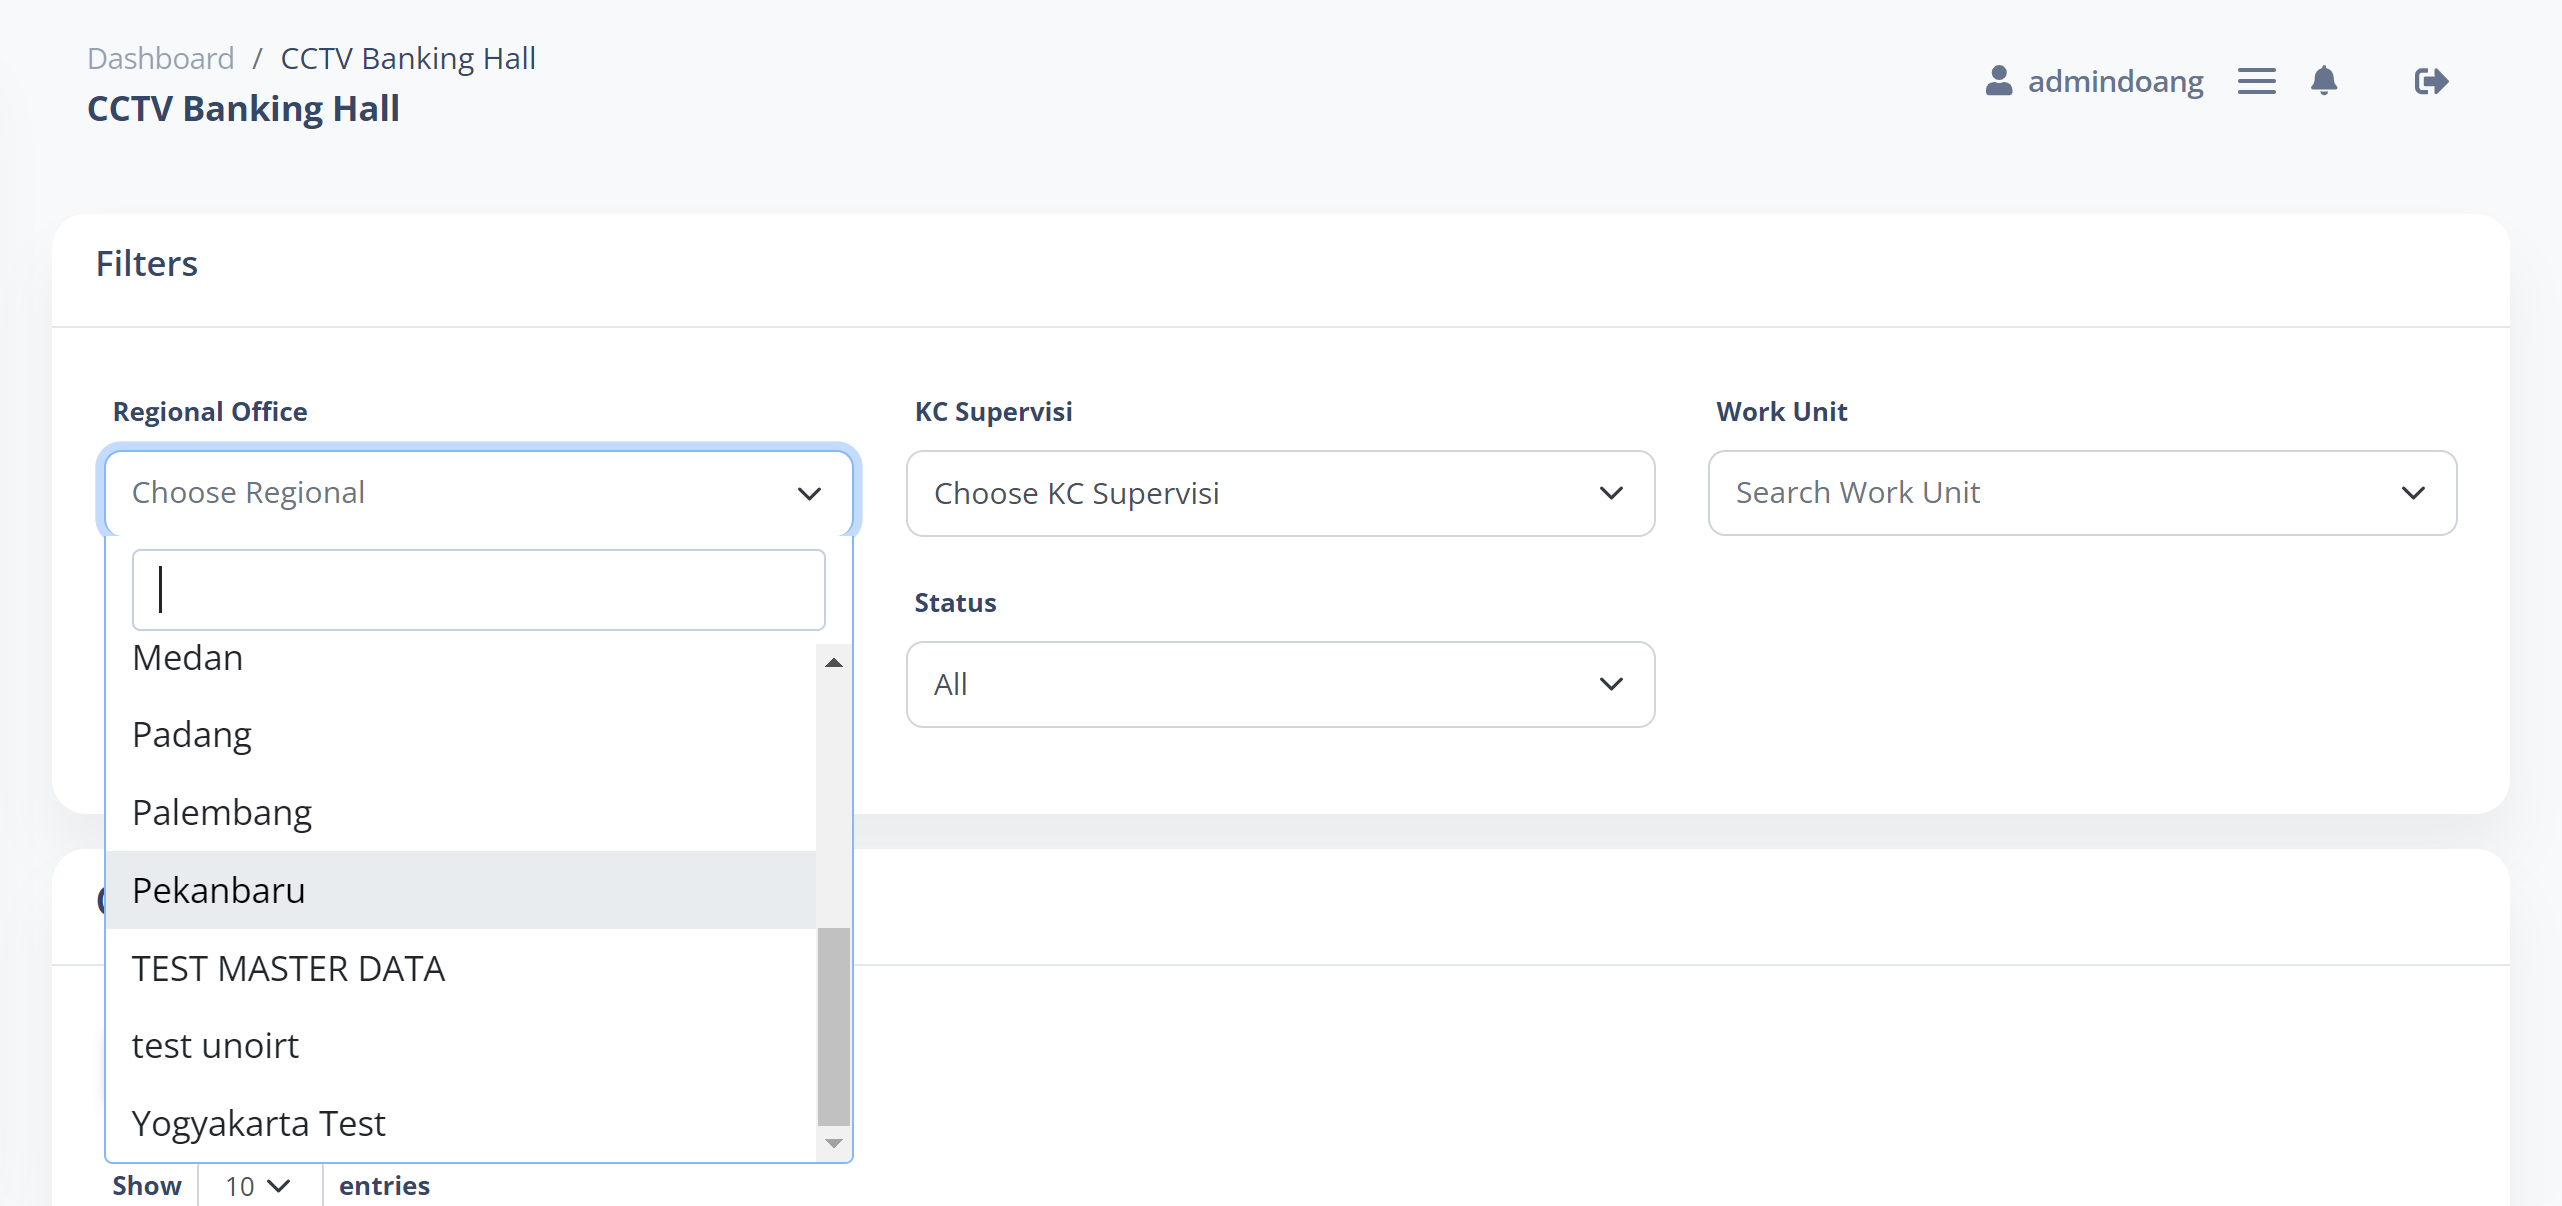 Dashboard / CCTV Banking Hall
CCTV Banking Hall
admindoang
Filters
Regional Office
KC Supervisi
Work Unit
Choose Regional
Choose KC Supervisi
Search Work Unit
Status
All
Medan
Padang
Palembang
Pekanbaru
TEST MASTER DATA
test unoirt
Yogyakarta Test
Show 10 entries